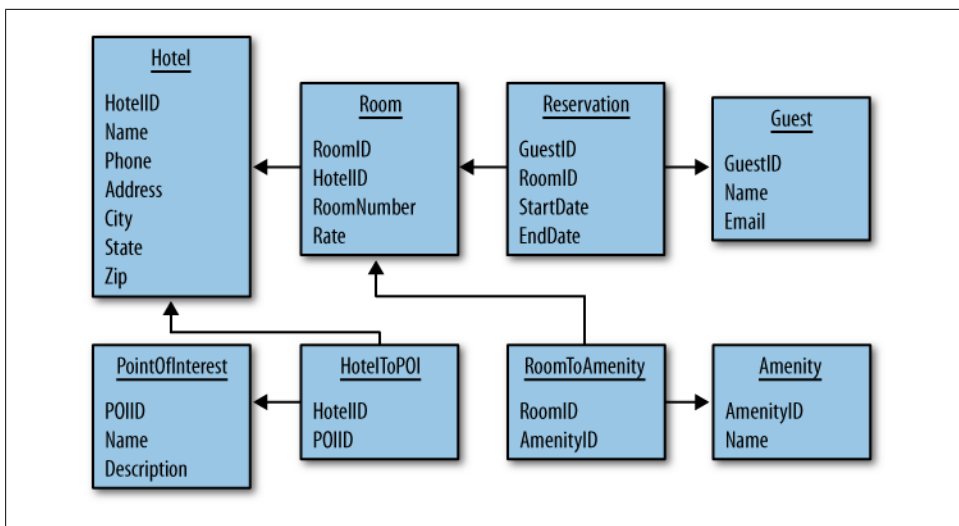 Hotel
HotelID
Name
Phone
Address
City
State
Zip
Room
RoomID
HotelID
RoomNumber
Rate
Reservation
GuestID
RoomID
StartDate
EndDate
Guest
GuestID
Name
Email
PointOfInterest
POIID
Name
Description
HotelToPOI
HotelID
POIID
RoomToAmenity
RoomID
AmenityID
Amenity
AmenityID
Name